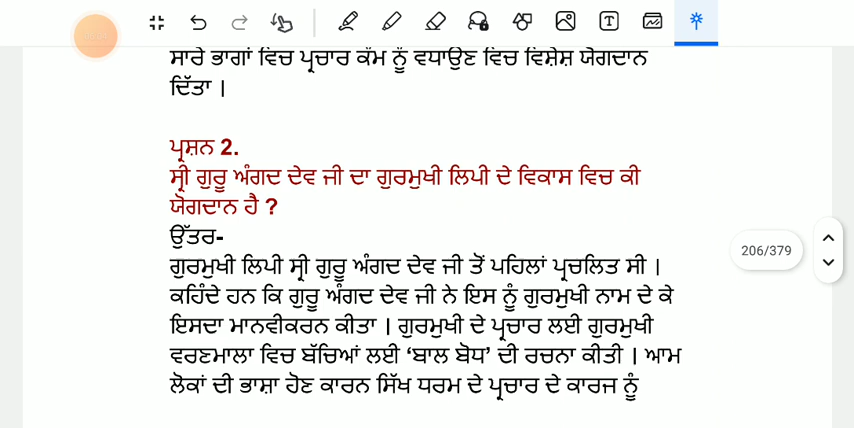 ਸਾਰੇ ਭਾਗਾਂ ਵਿਚ ਪ੍ਰਚਾਰ ਕੰਮ ਨੂੰ ਵਧਾਉਣ ਵਿਚ ਵਿਸ਼ੇਸ਼ ਯੋਗਦਾਨ
ਦਿੱਤਾ ।
ਪ੍ਰਸ਼ਨ 2.
ਸ੍ਰੀ ਗੁਰੂ ਅੰਗਦ ਦੇਵ ਜੀ ਦਾ ਗੁਰਮੁਖੀ ਲਿਪੀ ਦੇ ਵਿਕਾਸ ਵਿਚ ਕੀ
ਯੋਗਦਾਨ ਹੈ ?
ਉੱਤਰ-
ਗੁਰਮੁਖੀ ਲਿਪੀ ਸ੍ਰੀ ਗੁਰੂ ਅੰਗਦ ਦੇਵ ਜੀ ਤੋਂ ਪਹਿਲਾਂ ਪ੍ਰਚਲਿਤ ਸੀ ।
206/379
ਕਹਿੰਦੇ ਹਨ ਕਿ ਗੁਰੂ ਅੰਗਦ ਦੇਵ ਜੀ ਨੇ ਇਸ ਨੂੰ ਗੁਰਮੁਖੀ ਨਾਮ ਦੇ ਕੇ
ਇਸਦਾ ਮਾਨਵੀਕਰਨ ਕੀਤਾ । ਗੁਰਮੁਖੀ ਦੇ ਪ੍ਰਚਾਰ ਲਈ ਗੁਰਮੁਖੀ
ਵਰਣਮਾਲਾ ਵਿਚ ਬੱਚਿਆਂ ਲਈ ‘ਬਾਲ ਬੋਧ’ ਦੀ ਰਚਨਾ ਕੀਤੀ । ਆਮ
ਲੋਕਾਂ ਦੀ ਭਾਸ਼ਾ ਹੋਣ ਕਾਰਨ ਸਿੱਖ ਧਰਮ ਦੇ ਪ੍ਰਚਾਰ ਦੇ ਕਾਰਜ ਨੂੰ